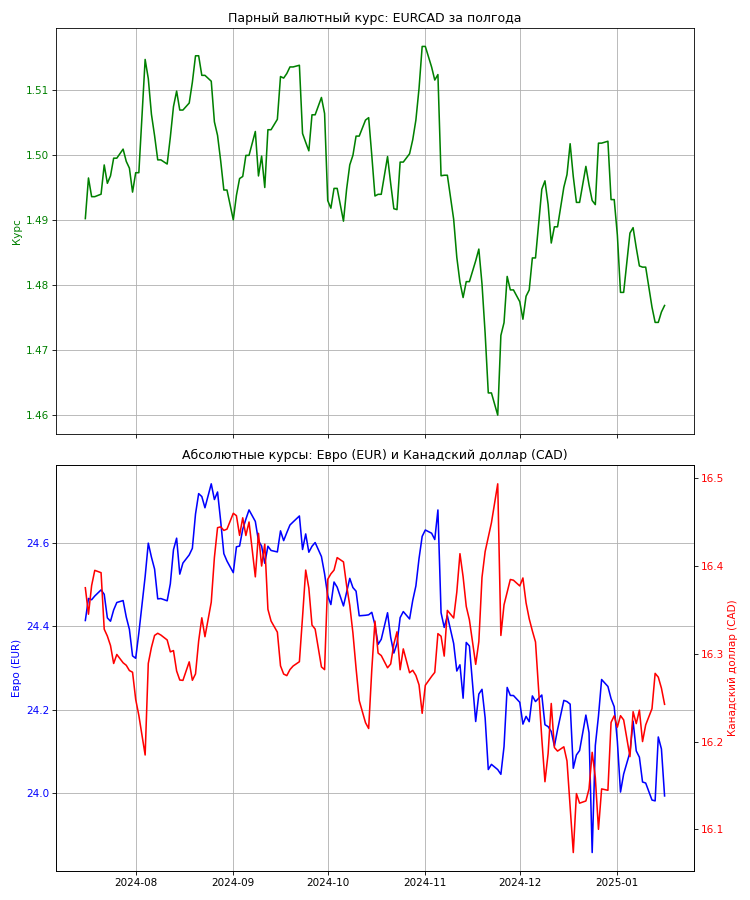 Парный валютный курс: EURCAD за полгода
1.51
1.50
1.49
1.48
1.47
1.46
Курс
Абсолютные курсы: Евро (EUR) и Канадский доллар (CAD)
24.6
24.4
24.2
24.0
Евро (EUR)
16.5
16.4
16.3
16.2
16.1
Канадский доллар (CAD)
2024-08 2024-09 2024-10 2024-11 2024-12 2025-01